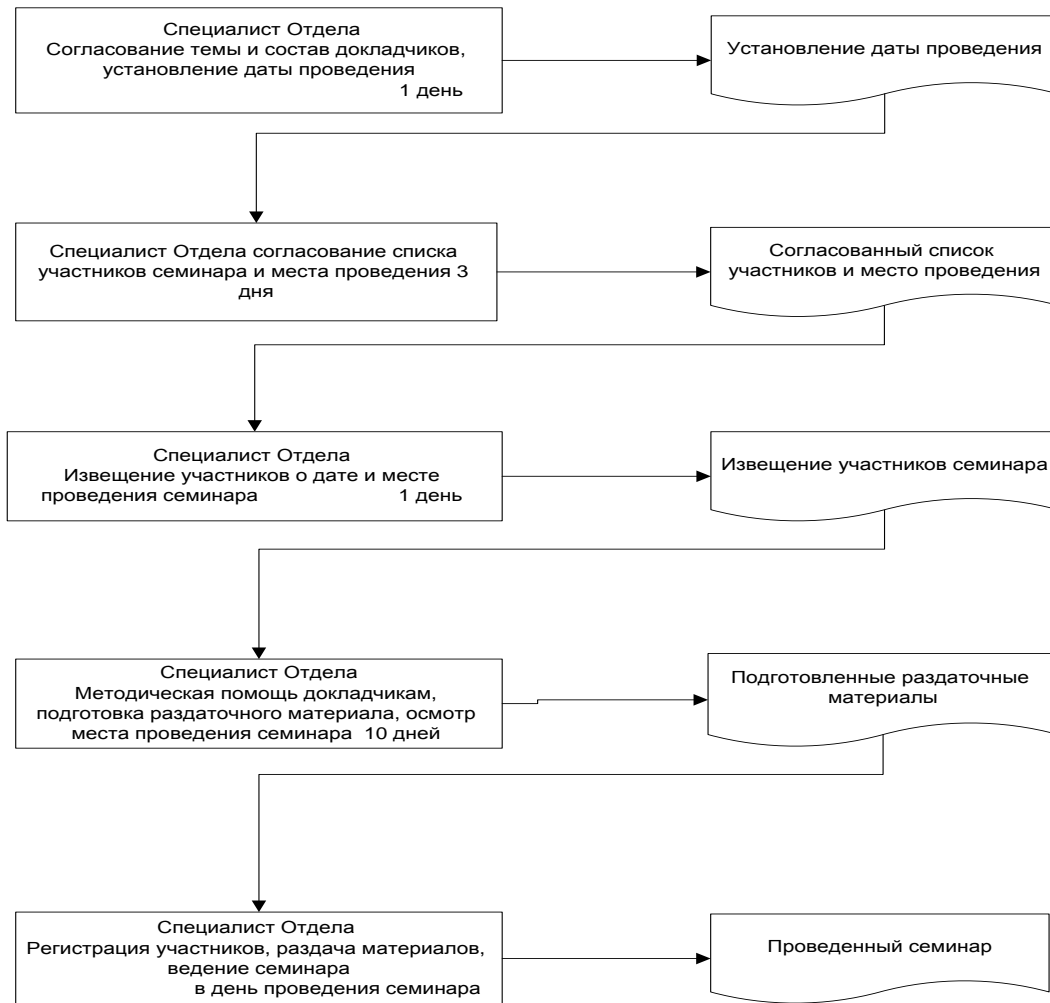 Специалист Отдела
Согласование темы и состав докладчиков,
установление даты проведения
1 день
Установление даты проведения
Специалист Отдела согласование списка
участников семинара и места проведения 3
дня
Согласованный список
участников и место проведения
Специалист Отдела
Извещение участников о дате и месте
проведения семинара 1 день
Извещение участников семинара
Специалист Отдела
Методическая помощь докладчикам,
подготовка раздаточного материала, осмотр
места проведения семинара 10 дней
Подготовленные раздаточные
материалы
Специалист Отдела
Регистрация участников, раздача материалов,
ведение семинара
в день проведения семинара
Проведенный семинар